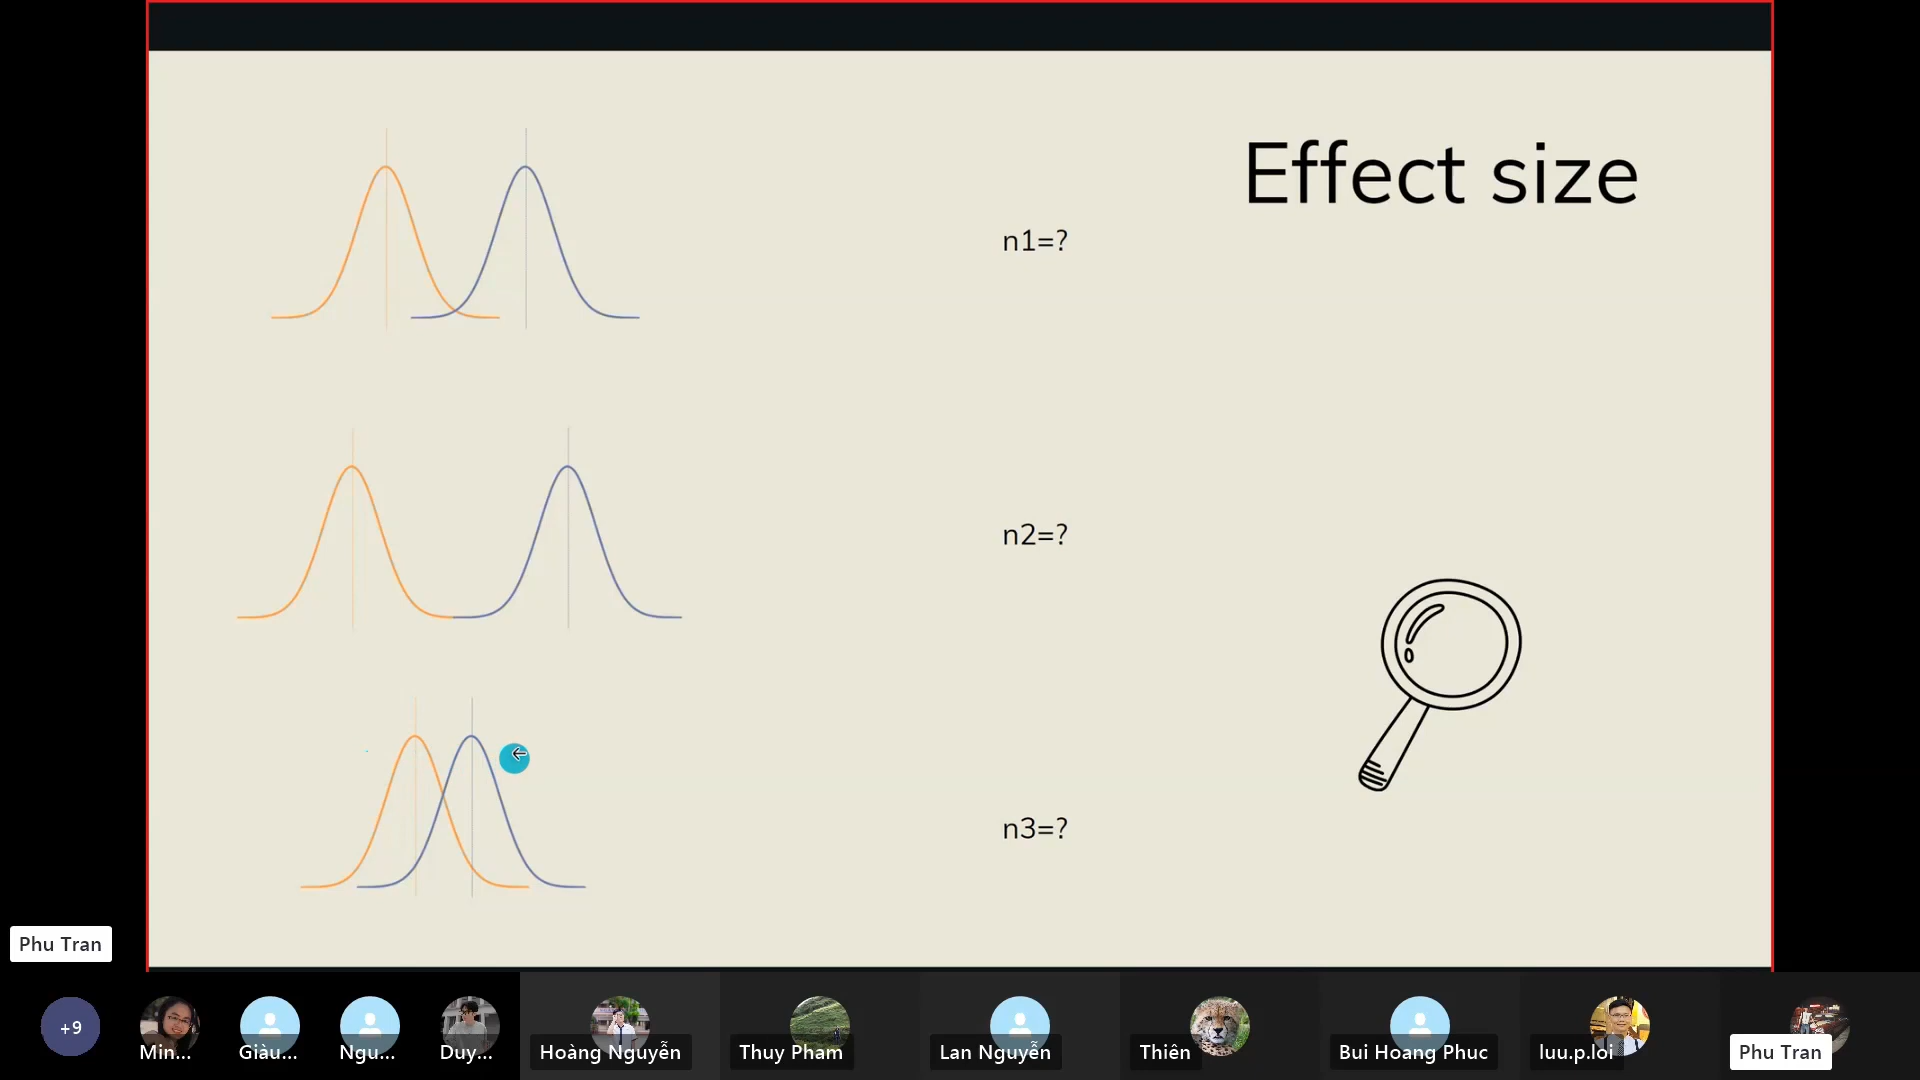 Effect size
n1=?
n2=?
n3=?
Phu Tran
+9
Min...
Giàu...
Ngu...
Duy...
Hoàng Nguyễn
Thuy Pham
Lan Nguyễn
Thiên
Bui Hoang Phuc
luu.p.loi
Phu Tran